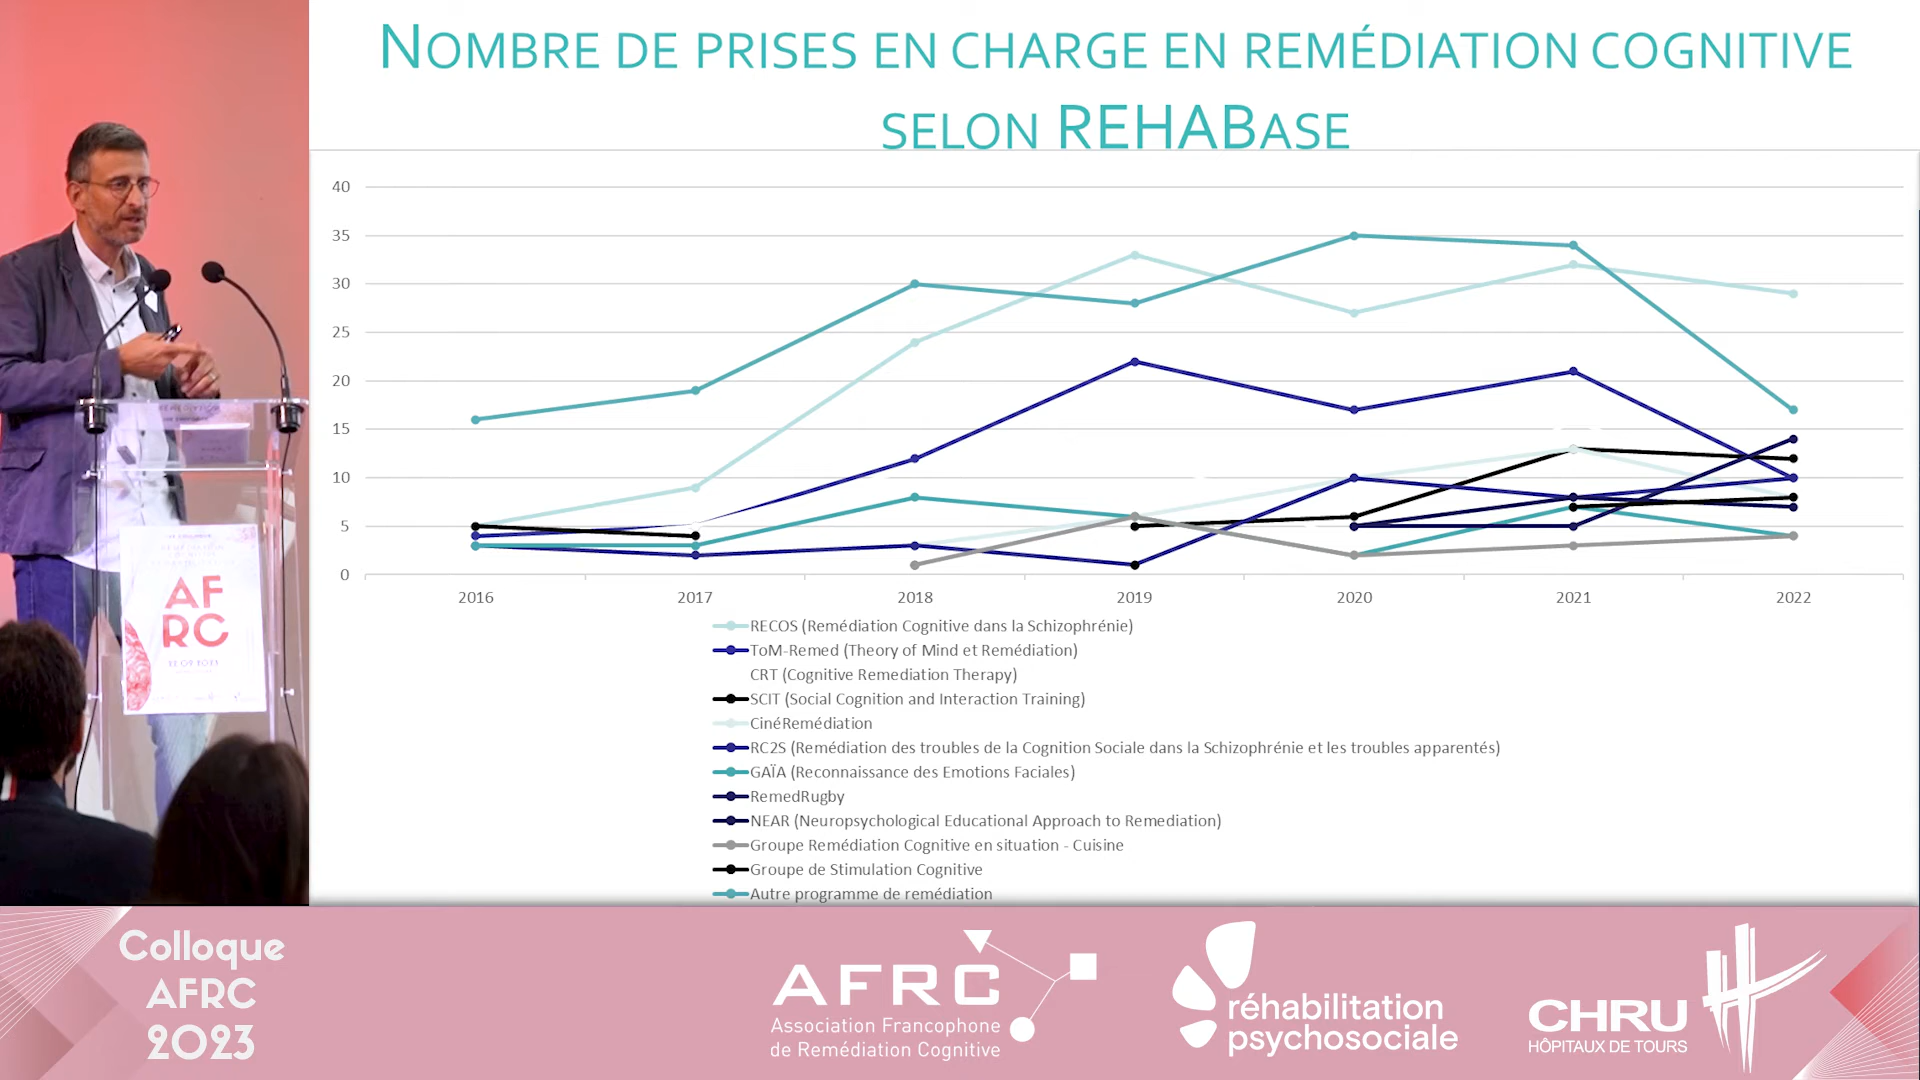 NOMBRE DE PRISES EN CHARGE EN REMÉDIATION COGNITIVE
SELON REHABASE
40
35
30
25
20
15
10
5
0
2016 2017 2018 2019 2020 2021 2022
RECOS (Remédiation Cognitive dans la Schizophrénie)
ToM-Remed (Theory of Mind et Remédiation)
CRT (Cognitive Remediation Therapy)
SCIT (Social Cognition and Interaction Training)
CinéRemédiation
RC2S (Remédiation des troubles de la Cognition Sociale dans la Schizophrénie et les troubles apparentés)
GAÏA (Reconnaissance des Emotions Faciales)
RemedRugby
NEAR (Neuropsychological Educational Approach to Remediation)
Groupe Remédiation Cognitive en situation - Cuisine
Groupe de Stimulation Cognitive
Autre programme de remédiation
AF
RC
22.09.2023
Colloque
AFRC
2023
AFRC
Association Francophone
de Remédiation Cognitive
réhabilitation
psychosociale
CHRU
HÔPITAUX DE TOURS